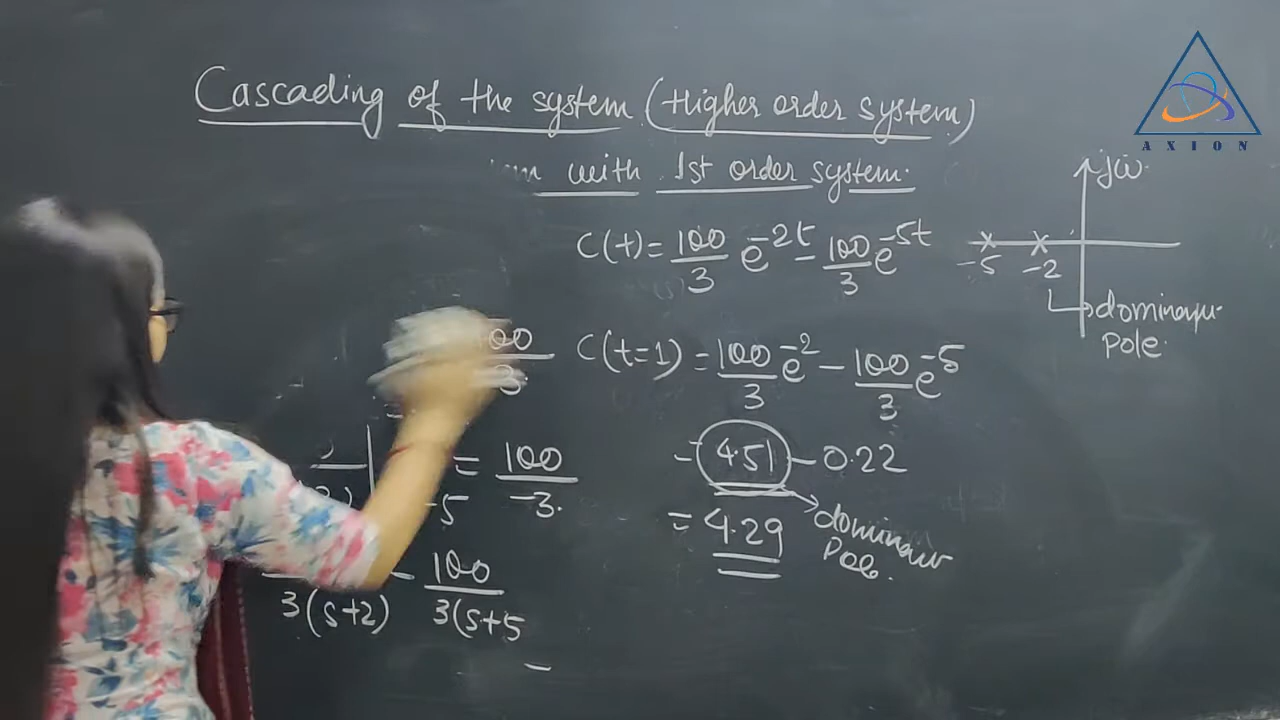 Cascading of the system (Higher order system)
with 1st order system.
AXION
jω
C(t) = 100/3 e^-2t - 100/3 e^-5t
-5 -2
dominant
Pole.
100/3
C(t=1) = 100/3 e^-2 - 100/3 e^-5
-5 = 100/-3.
= 4.51 - 0.22
= 4.29
dominant
Pole.
3(s+2) - 100/3(s+5